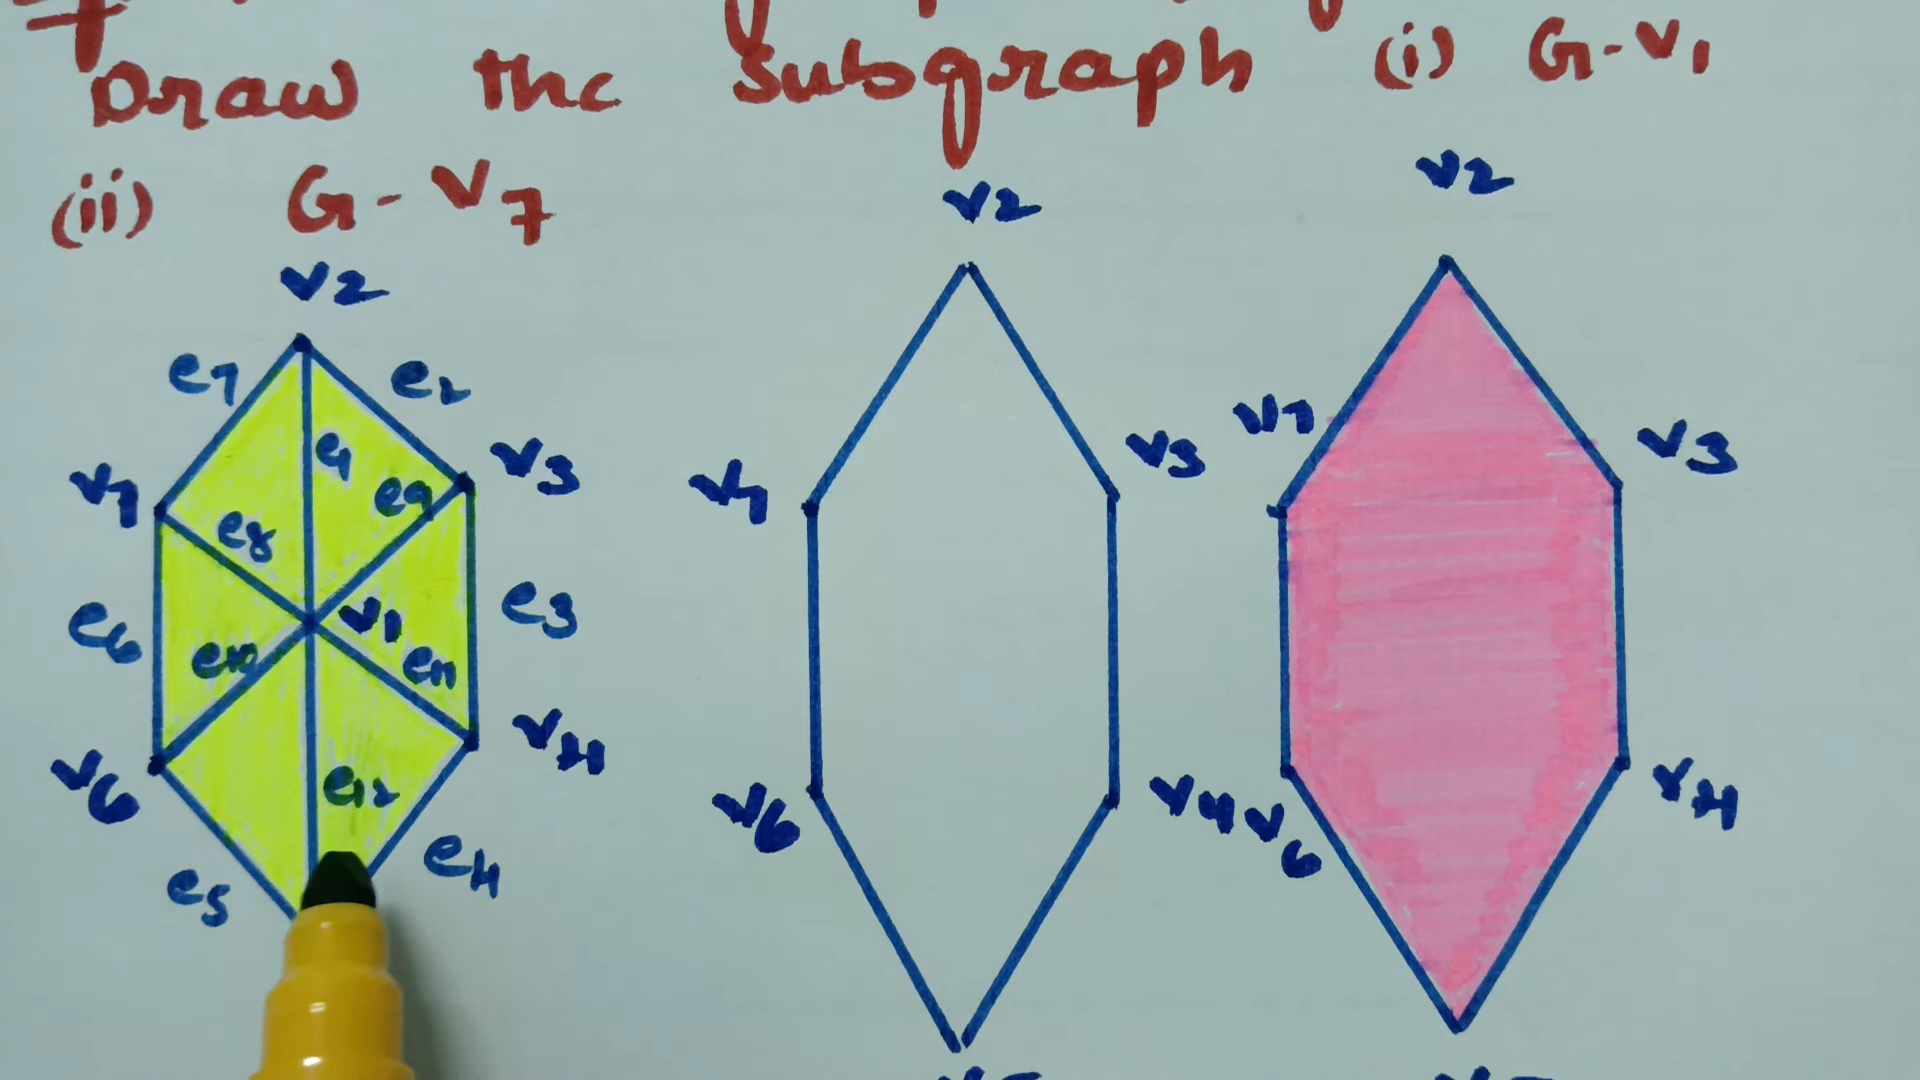 Draw the Subgraph (i) G-V1
(ii) G-V7
v2
e7 e2
e1
v3
e9
v7
e8
e6
v1
e3
e10 e11
v4
v6
e12
e5 e4
v2
v7 v3
v6 v4
v2
v7 v3
v6 v4